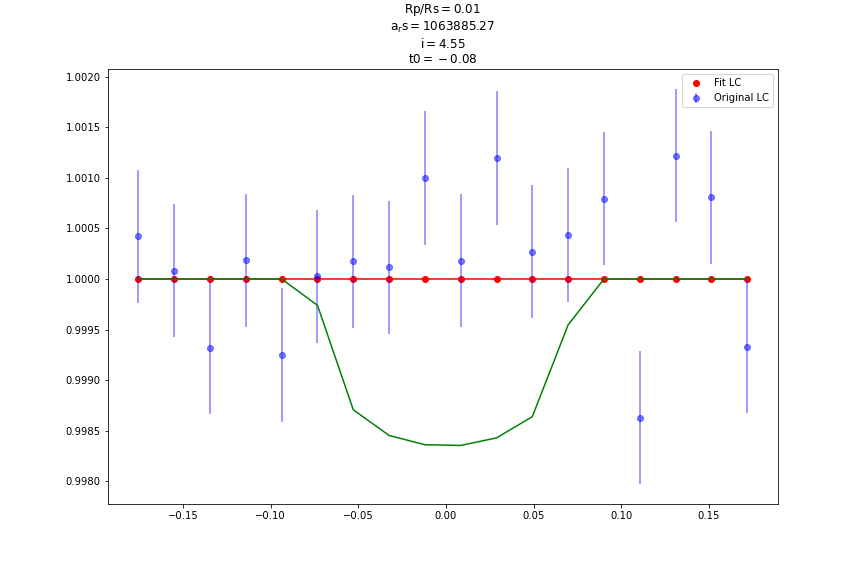 Rp/Rs = 0.01
aᵣs = 1063885.27
i = 4.55
t0 = −0.08
1.0020
1.0015
1.0010
1.0005
1.0000
0.9995
0.9990
0.9985
0.9980
Fit LC
Original LC
−0.15 −0.10 −0.05 0.00 0.05 0.10 0.15